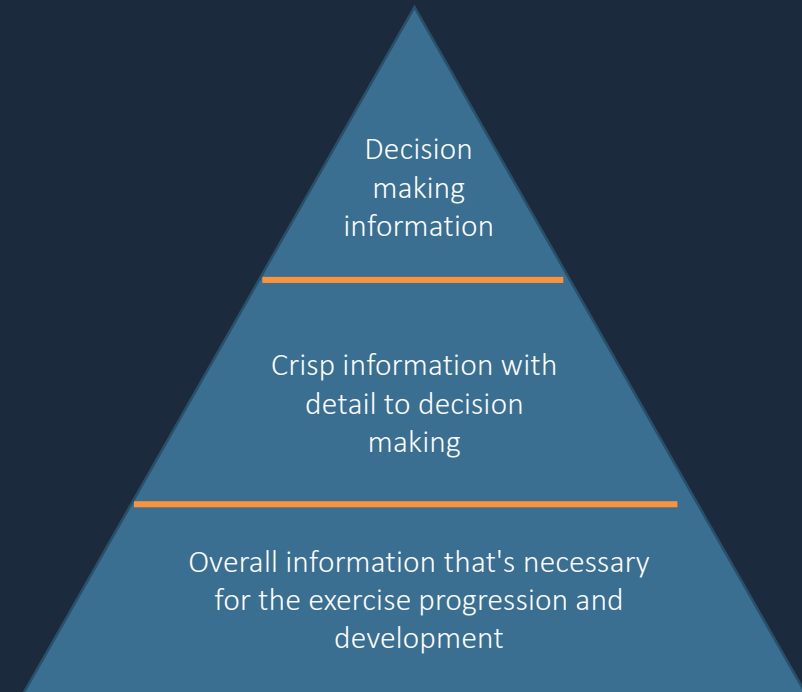 Decision
making
information
Crisp information with
detail to decision
making
Overall information that's necessary
for the exercise progression and
development